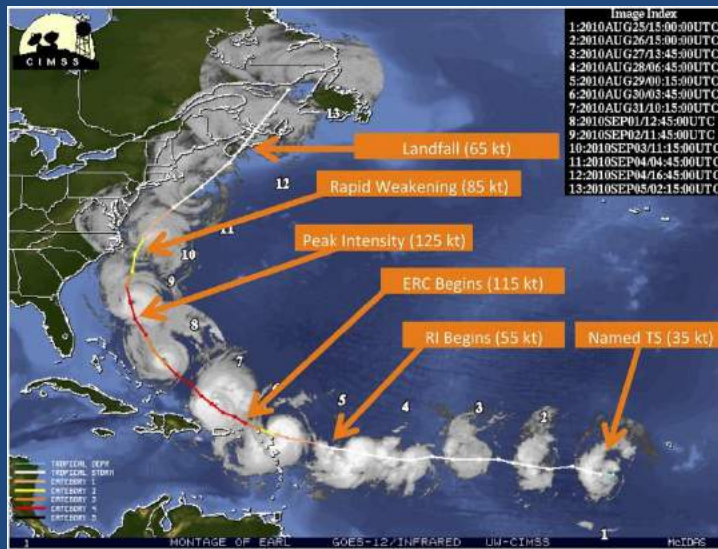 CIMSS
Image Index
1:2010AUG25/15:00:00UTC
2:2010AUG26/15:00:00UTC
3:2010AUG27/13:45:00UTC
4:2010AUG28/06:45:00UTC
5:2010AUG29/00:15:00UTC
6:2010AUG30/03:45:00UTC
7:2010AUG31/10:15:00UTC
8:2010SEP01/12:45:00UTC
9:2010SEP02/11:45:00UTC
10:2010SEP03/11:15:00UTC
11:2010SEP04/04:45:00UTC
12:2010SEP04/16:45:00UTC
13:2010SEP05/02:15:00UTC
13
Landfall (65 kt)
12
Rapid Weakening (85 kt)
11
Peak Intensity (125 kt)
10
9
ERC Begins (115 kt)
8
RI Begins (55 kt)
Named TS (35 kt)
7
6
5
4
3
2
TROPICAL DEPR
TROPICAL STORM
CATEGORY 1
CATEGORY 2
CATEGORY 3
CATEGORY 4
CATEGORY 5
1
1 MONTAGE OF EARL GOES-12/INFRARED UW-CIMSS McIDAS